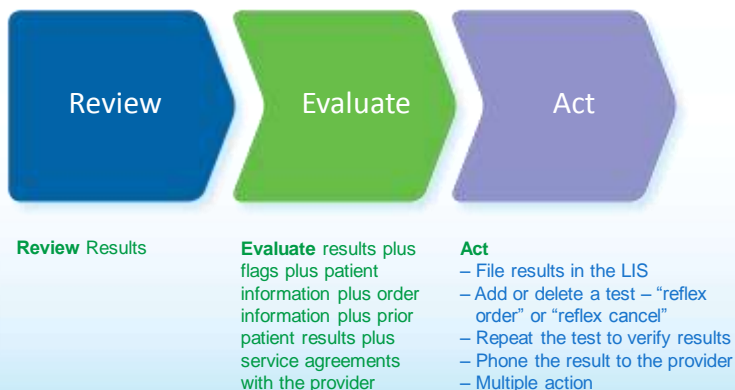 Review
Evaluate
Act
Review Results
Evaluate results plus
flags plus patient
information plus order
information plus prior
patient results plus
service agreements
with the provider
Act
– File results in the LIS
– Add or delete a test – “reflex
order” or “reflex cancel”
– Repeat the test to verify results
– Phone the result to the provider
– Multiple action